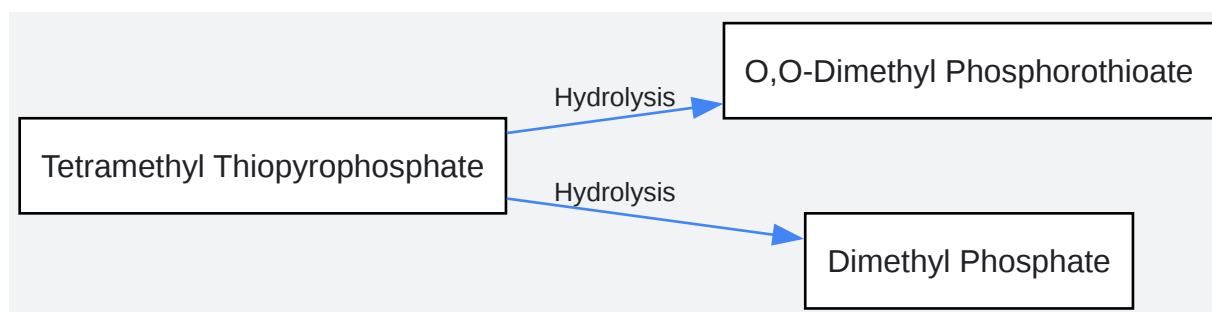 O,O-Dimethyl Phosphorothioate
Hydrolysis
Tetramethyl Thiopyrophosphate
Hydrolysis
Dimethyl Phosphate